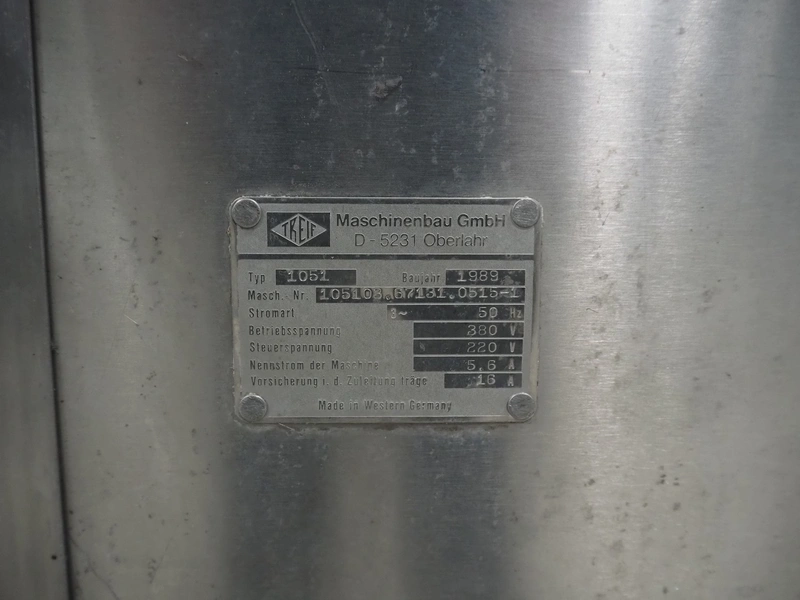 TREIF Maschinenbau GmbH
D-5231 Oberlahr
Typ 1051 Baujahr 1989
Masch.-Nr. 105103.67131.0515-1
Stromart 3~ 50 Hz
Betriebsspannung 380 V
Steuerspannung 220 V
Nennstrom der Maschine 5,6 A
Vorsicherung i. d. Zuleitung träge 16 A
Made in Western Germany